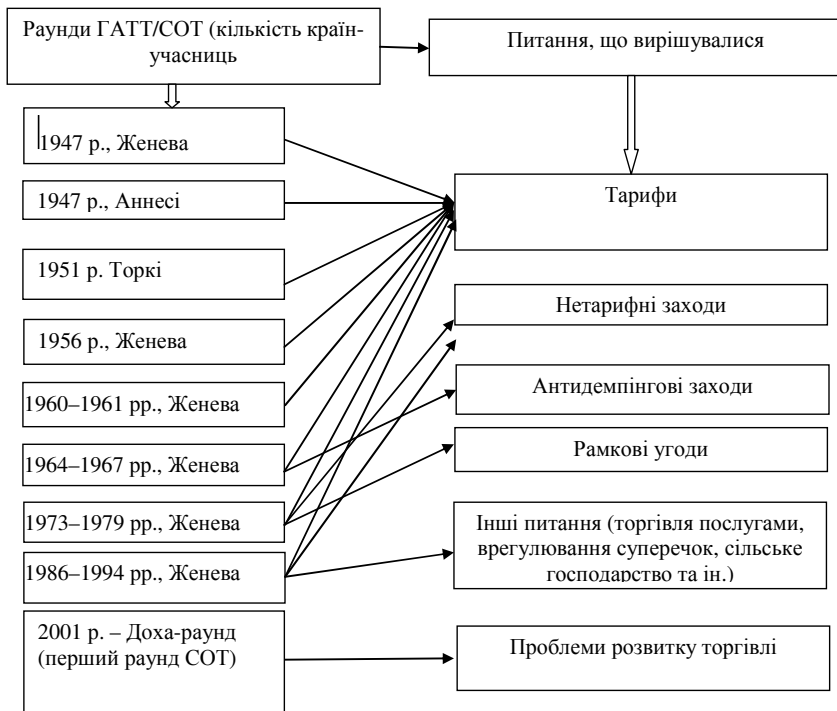 Раунди ГАТТ/СОТ (кількість країн-
учасниць
Питання, що вирішувалися
1947 р., Женева
1947 р., Аннесі
1951 р. Торкі
1956 р., Женева
1960–1961 рр., Женева
1964–1967 рр., Женева
1973–1979 рр., Женева
1986–1994 рр., Женева
2001 р. – Доха-раунд
(перший раунд СОТ)
Тарифи
Нетарифні заходи
Антидемпінгові заходи
Рамкові угоди
Інші питання (торгівля послугами,
врегулювання суперечок, сільське
господарство та ін.)
Проблеми розвитку торгівлі